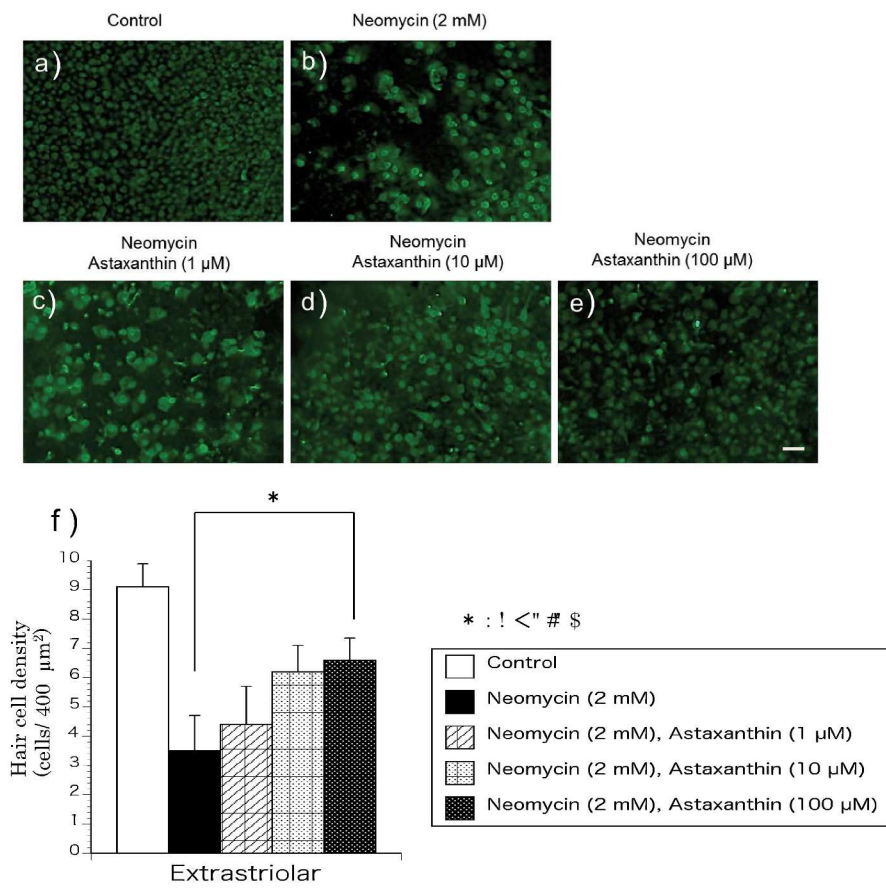 Control
Neomycin (2 mM)
a)
b)
Neomycin
Astaxanthin (1 µM)
Neomycin
Astaxanthin (10 µM)
Neomycin
Astaxanthin (100 µM)
c)
d)
e)
f)
*
10
9
8
7
6
5
4
3
2
1
0
Hair cell density
(cells/ 400 µm²)
Extrastriolar
* : ! <" #' $
Control
Neomycin (2 mM)
Neomycin (2 mM), Astaxanthin (1 µM)
Neomycin (2 mM), Astaxanthin (10 µM)
Neomycin (2 mM), Astaxanthin (100 µM)